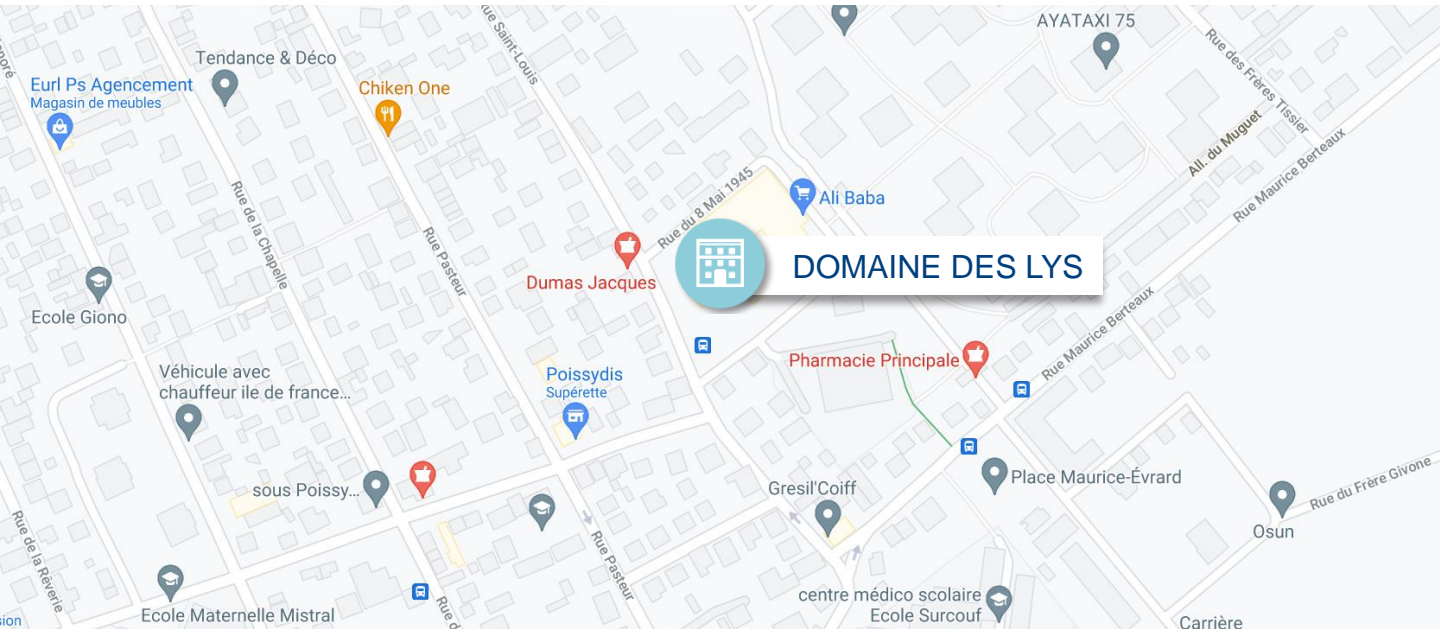 AYATAXI 75
Rue des Frères Tissier
Rue Saint-Louis
Tendance & Déco
Eurl Ps Agencement
Magasin de meubles
Chiken One
All. du Muguet
Rue Maurice Berteaux
Rue du 8 Mai 1945
Ali Baba
Rue de la Chapelle
Rue Pasteur
DOMAINE DES LYS
Dumas Jacques
Ecole Giono
Rue Maurice Berteaux
Pharmacie Principale
Véhicule avec
chauffeur ile de france...
Poissydis
Supérette
sous Poissy...
Gresil'Coiff
Place Maurice-Évrard
Rue du Frère Givone
Osun
Rue de la Rêverie
Rue Pasteur
Ecole Maternelle Mistral
centre médico scolaire
Ecole Surcouf
Carrière